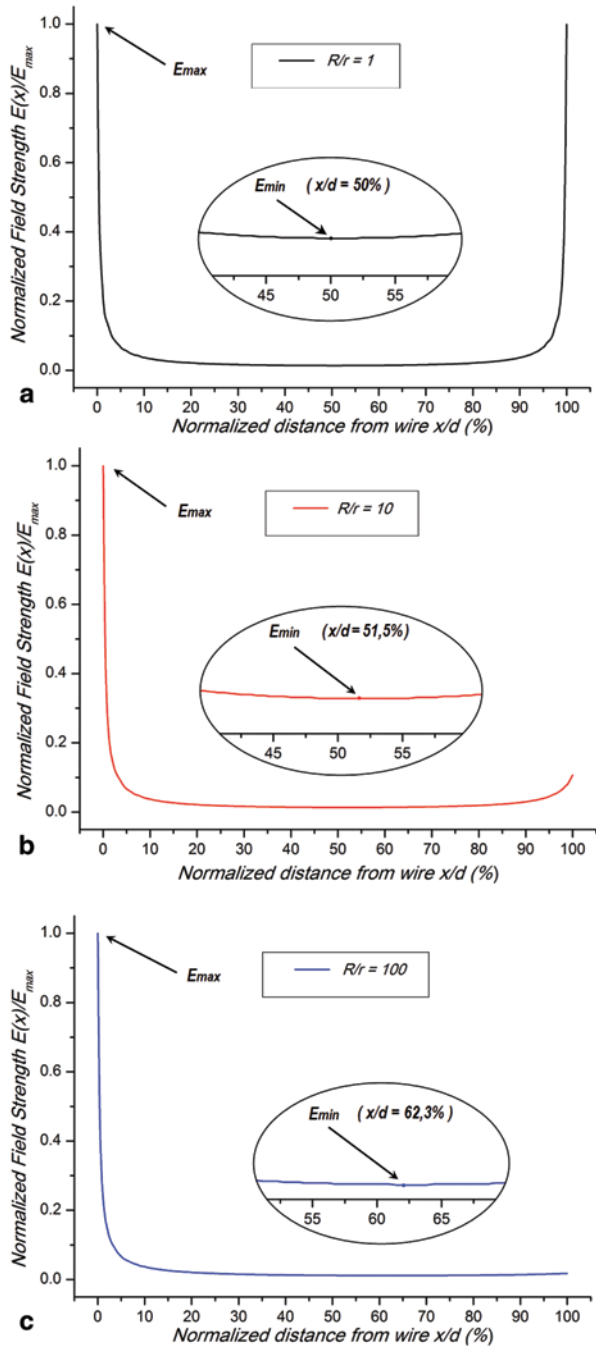 1.0
Emax
R/r = 1
0.8
0.6
Emin ( x/d = 50%)
0.4
45 50 55
0.2
0.0
0 10 20 30 40 50 60 70 80 90 100
Normalized Field Strength E(x)/Emax
Normalized distance from wire x/d (%)
a
1.0
Emax
R/r = 10
0.8
0.6
Emin (x/d = 51,5%)
0.4
45 50 55
0.2
0.0
0 10 20 30 40 50 60 70 80 90 100
Normalized Field Strength E(x)/Emax
Normalized distance from wire x/d (%)
b
1.0
Emax
R/r = 100
0.8
0.6
Emin ( x/d = 62,3%)
0.4
55 60 65
0.2
0.0
0 10 20 30 40 50 60 70 80 90 100
Normalized Field Strength E(x)/Emax
Normalized distance from wire x/d (%)
c